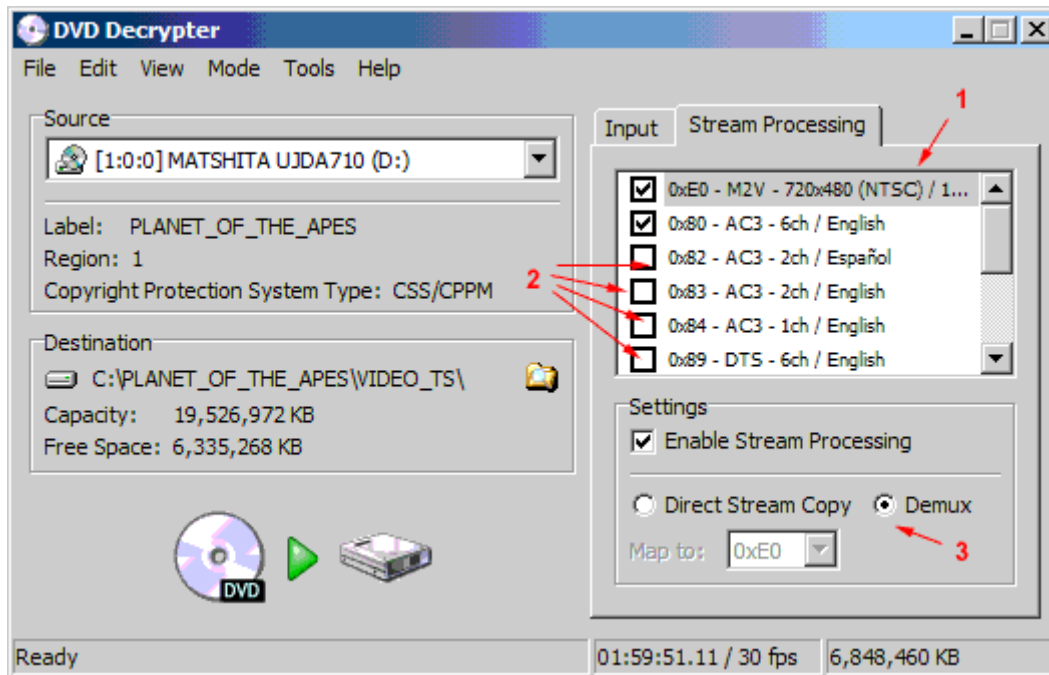 DVD Decrypter
File Edit View Mode Tools Help
Source
[1:0:0] MATSHITA UJDA710 (D:)
Label: PLANET_OF_THE_APES
Region: 1
Copyright Protection System Type: CSS/CPPM
Destination
C:\PLANET_OF_THE_APES\VIDEO_TS\
Capacity: 19,526,972 KB
Free Space: 6,335,268 KB
DVD
Input Stream Processing
1
0xE0 - M2V - 720x480 (NTSC) / 1...
0x80 - AC3 - 6ch / English
0x82 - AC3 - 2ch / Español
0x83 - AC3 - 2ch / English
0x84 - AC3 - 1ch / English
0x89 - DTS - 6ch / English
2
Settings
Enable Stream Processing
Direct Stream Copy Demux
Map to: 0xE0
3
Ready
01:59:51.11 / 30 fps
6,848,460 KB